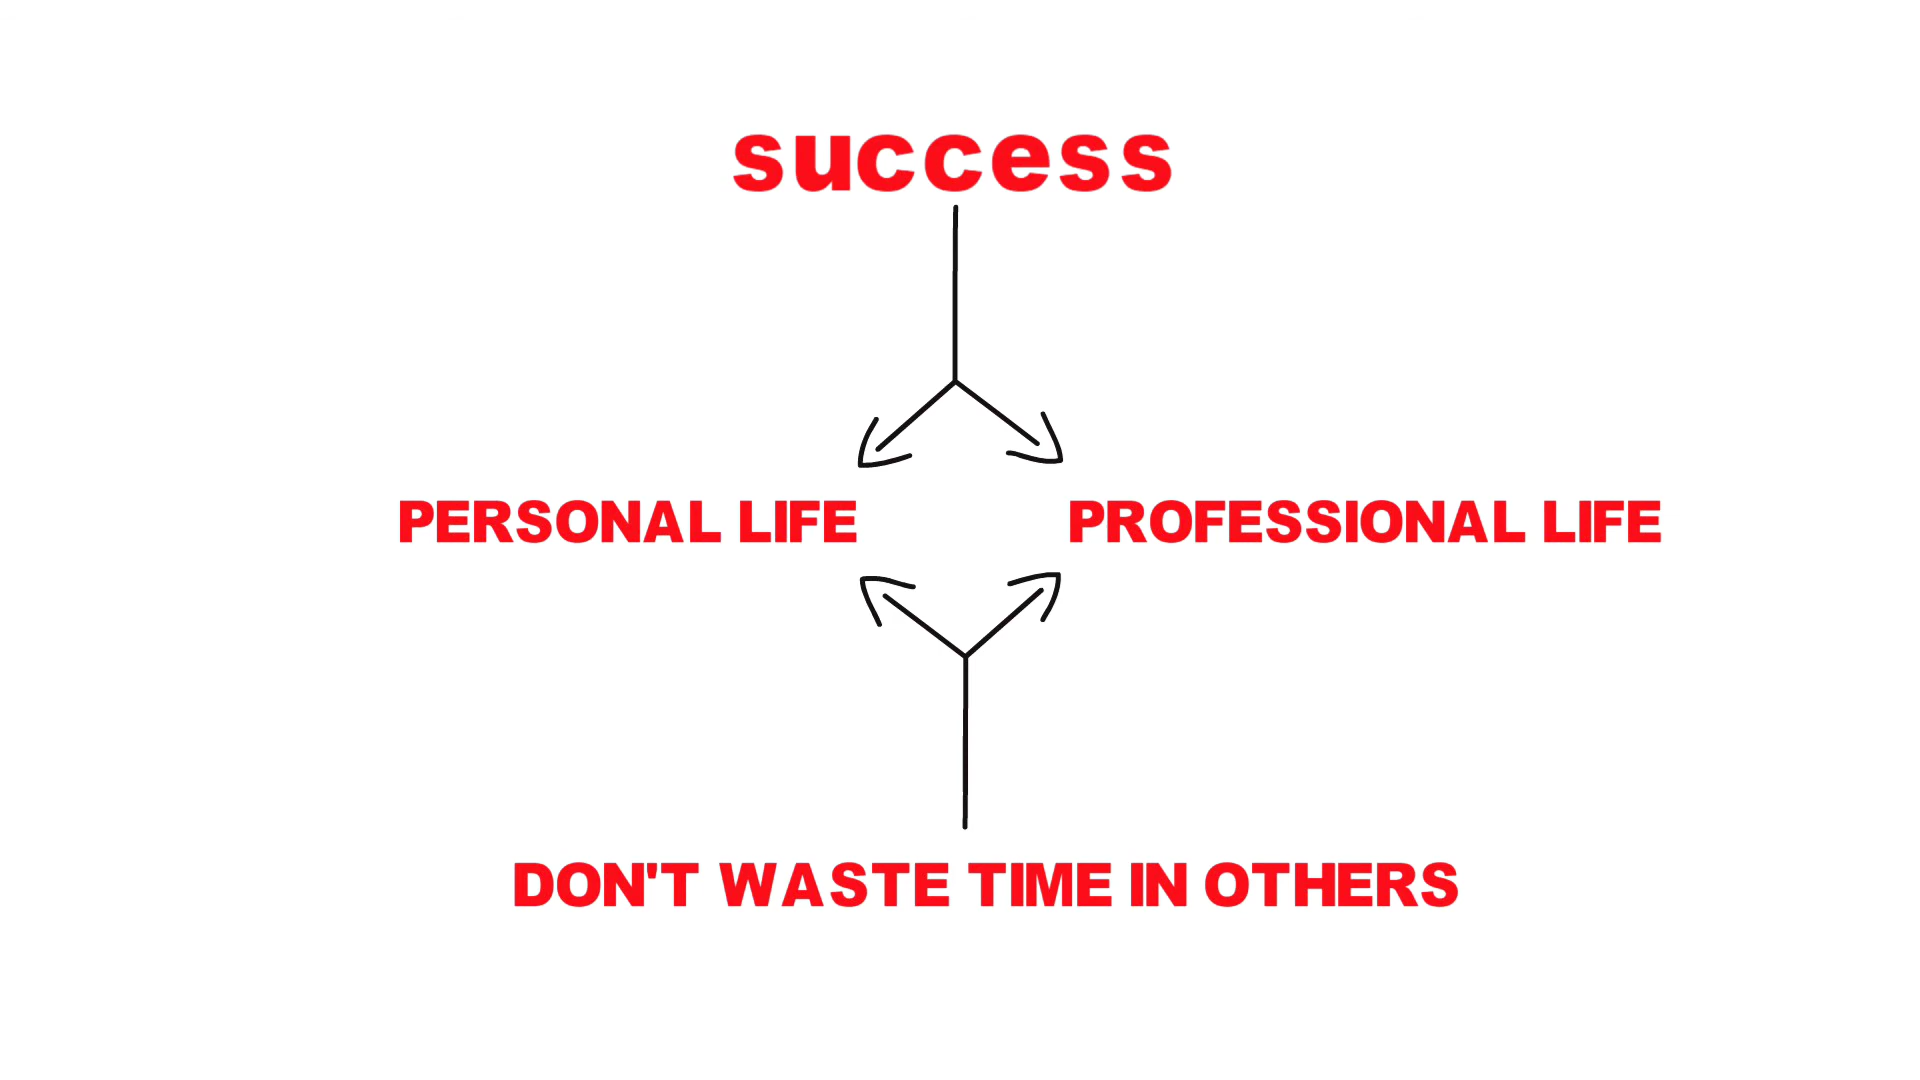 success
PERSONAL LIFE
PROFESSIONAL LIFE
DON'T WASTE TIME IN OTHERS